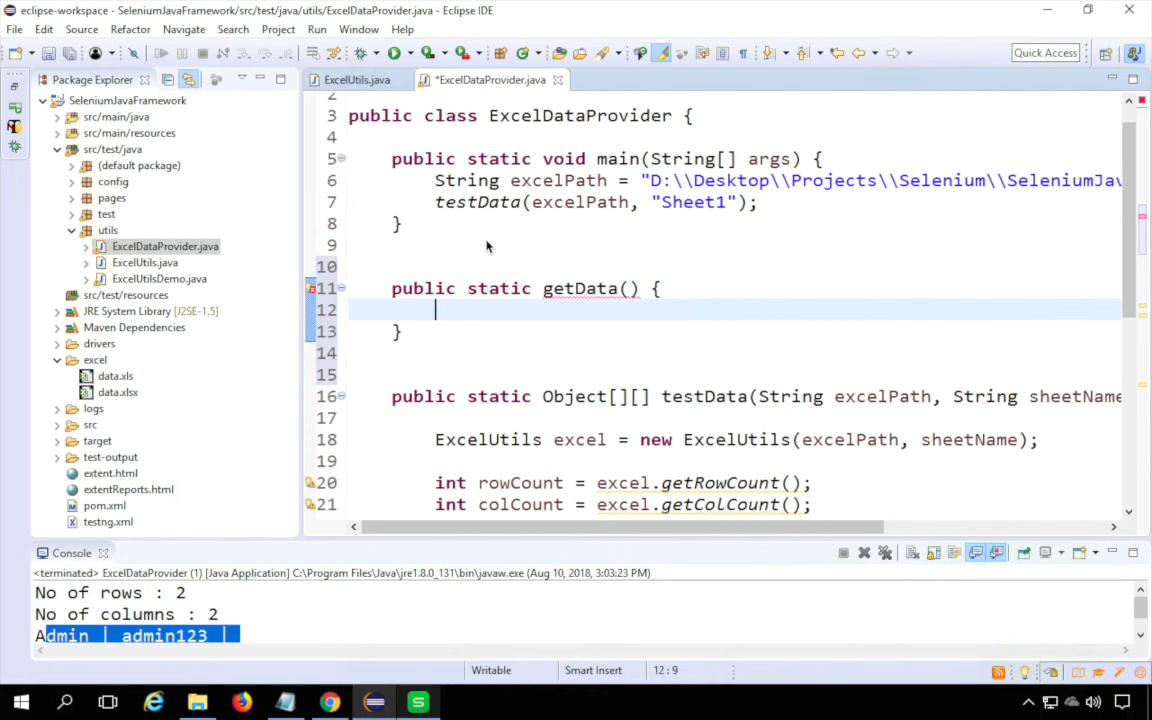 eclipse-workspace - SeleniumJavaFramework/src/test/java/utils/ExcelDataProvider.java - Eclipse IDE
File Edit Source Refactor Navigate Search Project Run Window Help
Quick Access
Package Explorer
ExcelUtils.java
*ExcelDataProvider.java
SeleniumJavaFramework
src/main/java
src/main/resources
src/test/java
(default package)
config
pages
test
utils
ExcelDataProvider.java
ExcelUtils.java
ExcelUtilsDemo.java
src/test/resources
JRE System Library [J2SE-1.5]
Maven Dependencies
drivers
excel
data.xls
data.xlsx
logs
src
target
test-output
extent.html
extentReports.html
pom.xml
testng.xml
2
3 public class ExcelDataProvider {
4
5 public static void main(String[] args) {
6 String excelPath = "D:\\Desktop\\Projects\\Selenium\\SeleniumJav
7 testData(excelPath, "Sheet1");
8 }
9
10
11 public static getData() {
12
13 }
14
15
16 public static Object[][] testData(String excelPath, String sheetName
17
18 ExcelUtils excel = new ExcelUtils(excelPath, sheetName);
19
20 int rowCount = excel.getRowCount();
21 int colCount = excel.getColCount();
Console
<terminated> ExcelDataProvider (1) [Java Application] C:\Program Files\Java\jre1.8.0_131\bin\javaw.exe (Aug 10, 2018, 3:03:23 PM)
No of rows : 2
No of columns : 2
Admin | admin123 |
Writable Smart Insert 12:9